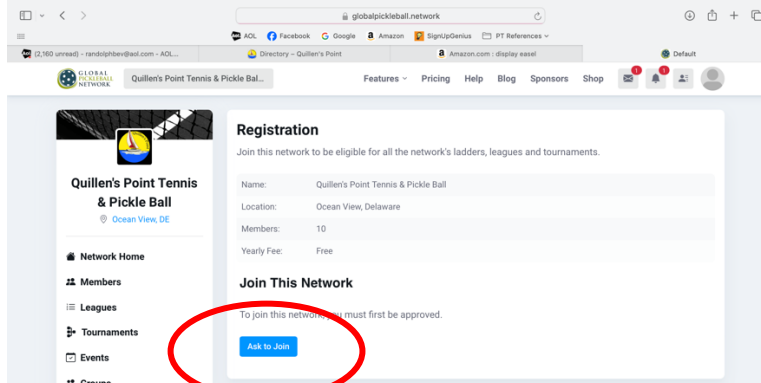 globalpickleball.network
AOL Facebook Google Amazon SignUpGenius PT References
(2,160 unread) - randolphbev@aol.com - AOL... Directory – Quillen's Point Amazon.com : display easel Default
GLOBAL
PICKLEBALL
NETWORK
Quillen's Point Tennis & Pickle Bal...
Features Pricing Help Blog Sponsors Shop
Quillen's Point Tennis
& Pickle Ball
Ocean View, DE
Network Home
Members
Leagues
Tournaments
Events
Groups
Registration
Join this network to be eligible for all the network's ladders, leagues and tournaments.
Name: Quillen's Point Tennis & Pickle Ball
Location: Ocean View, Delaware
Members: 10
Yearly Fee: Free
Join This Network
To join this network, you must first be approved.
Ask to Join